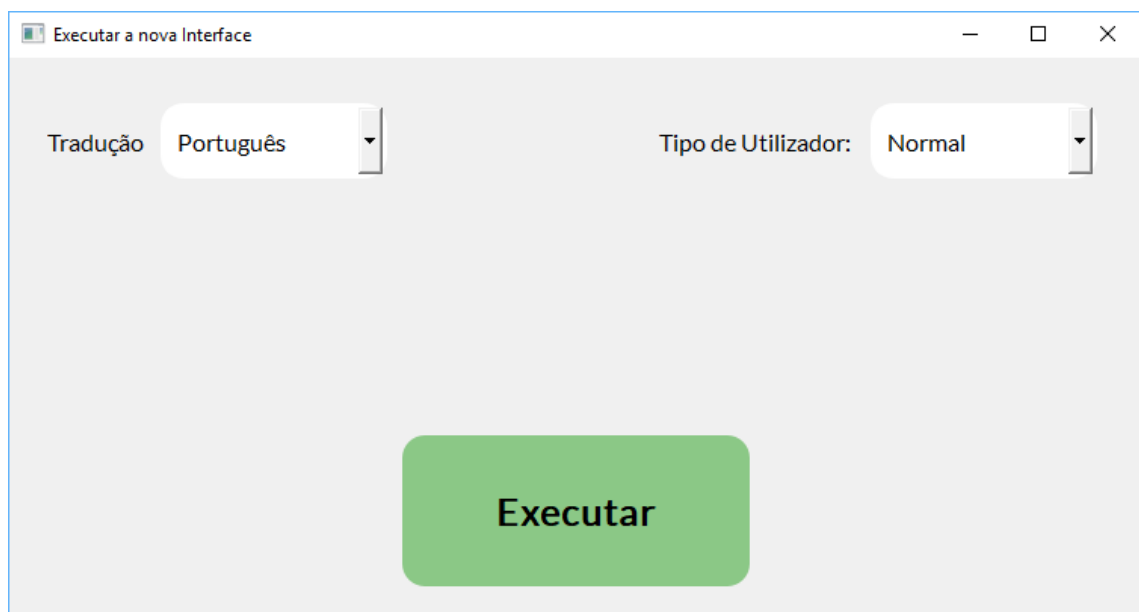 Executar a nova Interface
Tradução Português Tipo de Utilizador: Normal
Executar